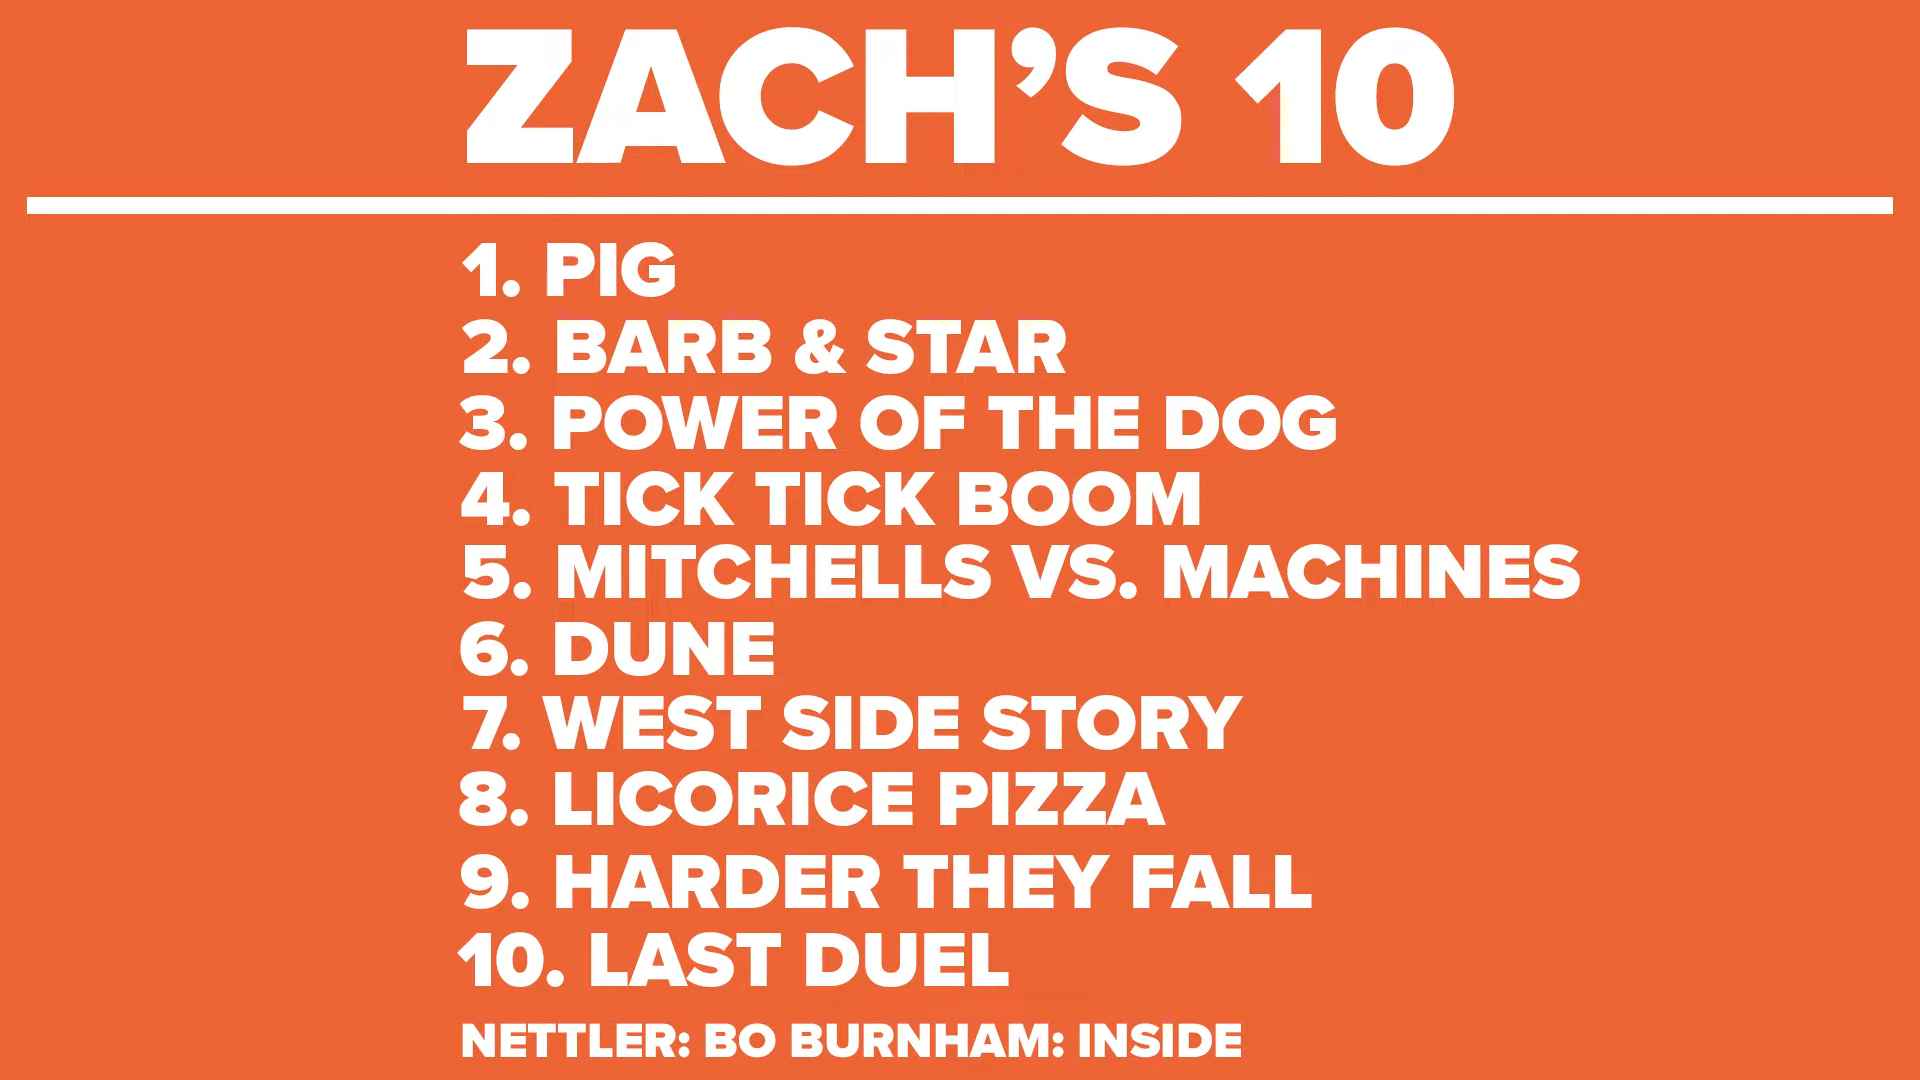 ZACH’S 10
1. PIG
2. BARB & STAR
3. POWER OF THE DOG
4. TICK TICK BOOM
5. MITCHELLS VS. MACHINES
6. DUNE
7. WEST SIDE STORY
8. LICORICE PIZZA
9. HARDER THEY FALL
10. LAST DUEL
NETTLER: BO BURNHAM: INSIDE